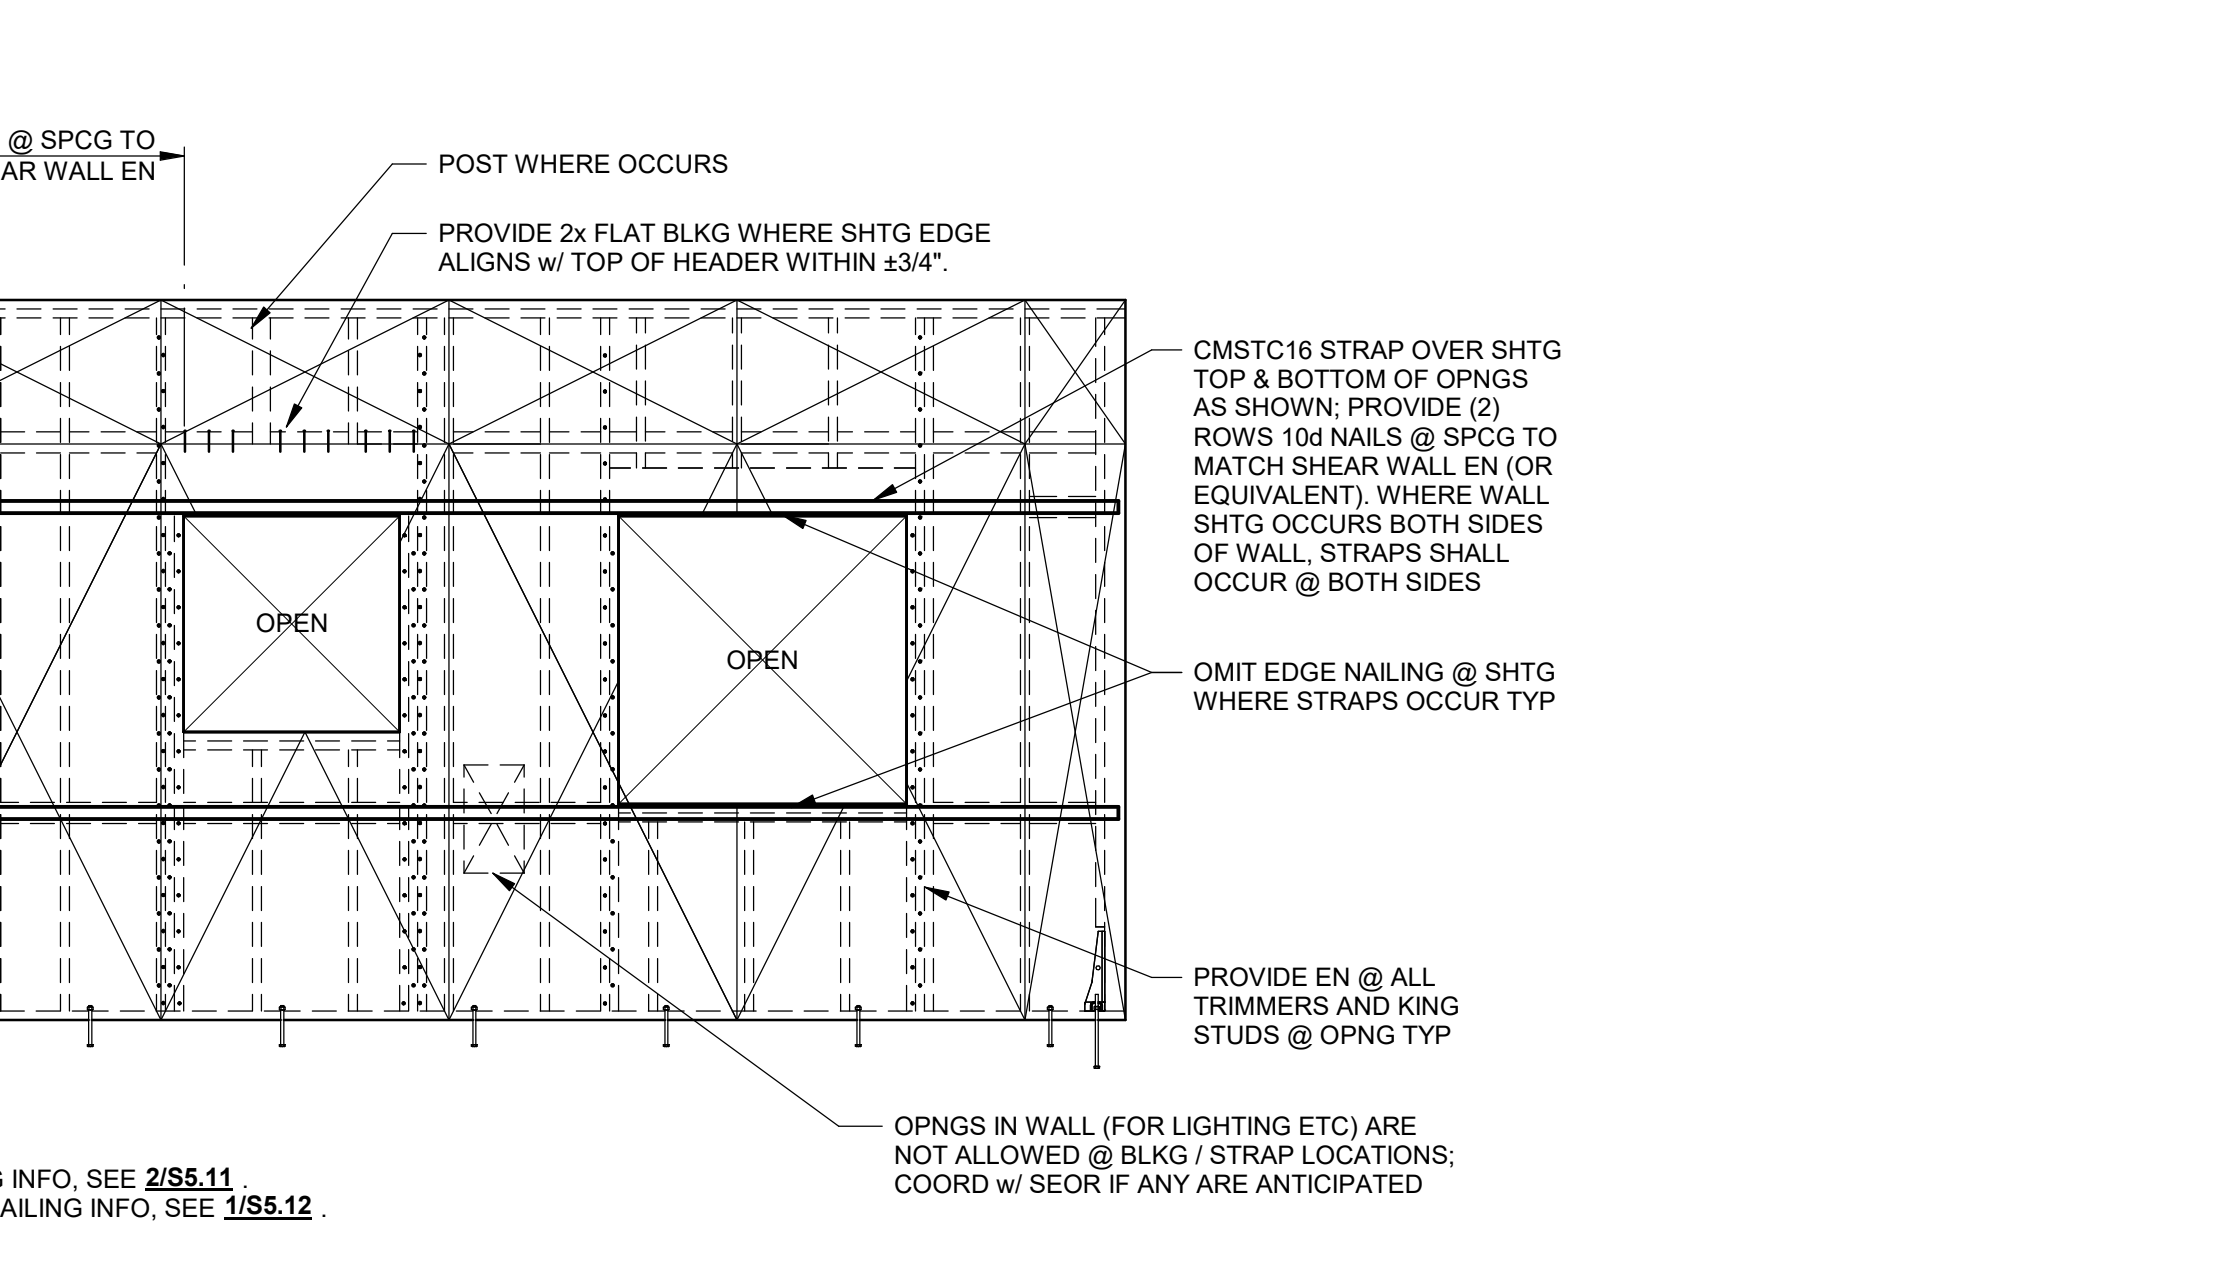 @ SPCG TO
AR WALL EN
POST WHERE OCCURS
PROVIDE 2x FLAT BLKG WHERE SHTG EDGE
ALIGNS w/ TOP OF HEADER WITHIN ±3/4".
CMSTC16 STRAP OVER SHTG
TOP & BOTTOM OF OPNGS
AS SHOWN; PROVIDE (2)
ROWS 10d NAILS @ SPCG TO
MATCH SHEAR WALL EN (OR
EQUIVALENT). WHERE WALL
SHTG OCCURS BOTH SIDES
OF WALL, STRAPS SHALL
OCCUR @ BOTH SIDES
OPEN
OPEN
OMIT EDGE NAILING @ SHTG
WHERE STRAPS OCCUR TYP
PROVIDE EN @ ALL
TRIMMERS AND KING
STUDS @ OPNG TYP
OPNGS IN WALL (FOR LIGHTING ETC) ARE
NOT ALLOWED @ BLKG / STRAP LOCATIONS;
COORD w/ SEOR IF ANY ARE ANTICIPATED
INFO, SEE 2/S5.11 .
AILING INFO, SEE 1/S5.12 .